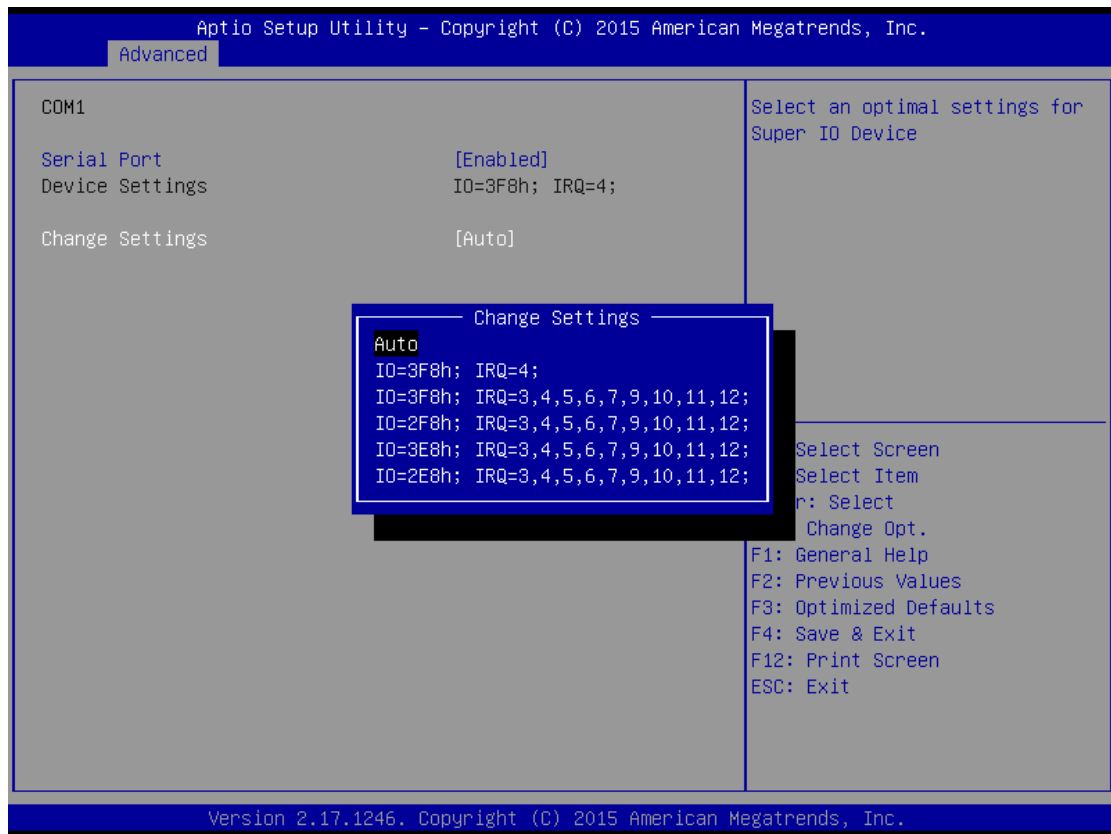 Aptio Setup Utility – Copyright (C) 2015 American Megatrends, Inc.
Advanced
COM1
Serial Port [Enabled]
Device Settings IO=3F8h; IRQ=4;
Change Settings [Auto]
Select an optimal settings for
Super IO Device
Change Settings
Auto
IO=3F8h; IRQ=4;
IO=3F8h; IRQ=3,4,5,6,7,9,10,11,12;
IO=2F8h; IRQ=3,4,5,6,7,9,10,11,12;
IO=3E8h; IRQ=3,4,5,6,7,9,10,11,12;
IO=2E8h; IRQ=3,4,5,6,7,9,10,11,12;
Select Screen
Select Item
r: Select
Change Opt.
F1: General Help
F2: Previous Values
F3: Optimized Defaults
F4: Save & Exit
F12: Print Screen
ESC: Exit
Version 2.17.1246. Copyright (C) 2015 American Megatrends, Inc.